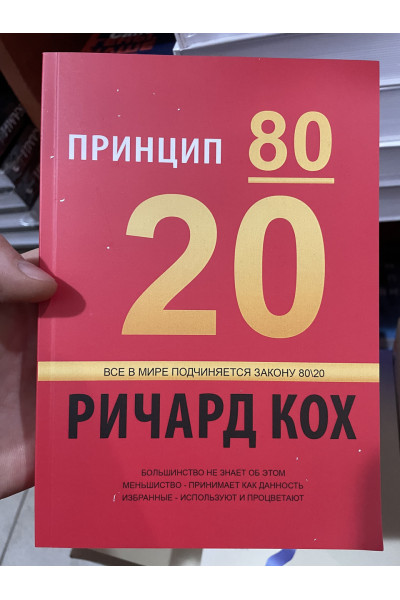 ПРИНЦИП 80
20
ВСЕ В МИРЕ ПОДЧИНЯЕТСЯ ЗАКОНУ 80\20
РИЧАРД КОХ
БОЛЬШИНСТВО НЕ ЗНАЕТ ОБ ЭТОМ
МЕНЬШИСТВО - ПРИНИМАЕТ КАК ДАННОСТЬ
ИЗБРАННЫЕ - ИСПОЛЬЗУЮТ И ПРОЦВЕТАЮТ